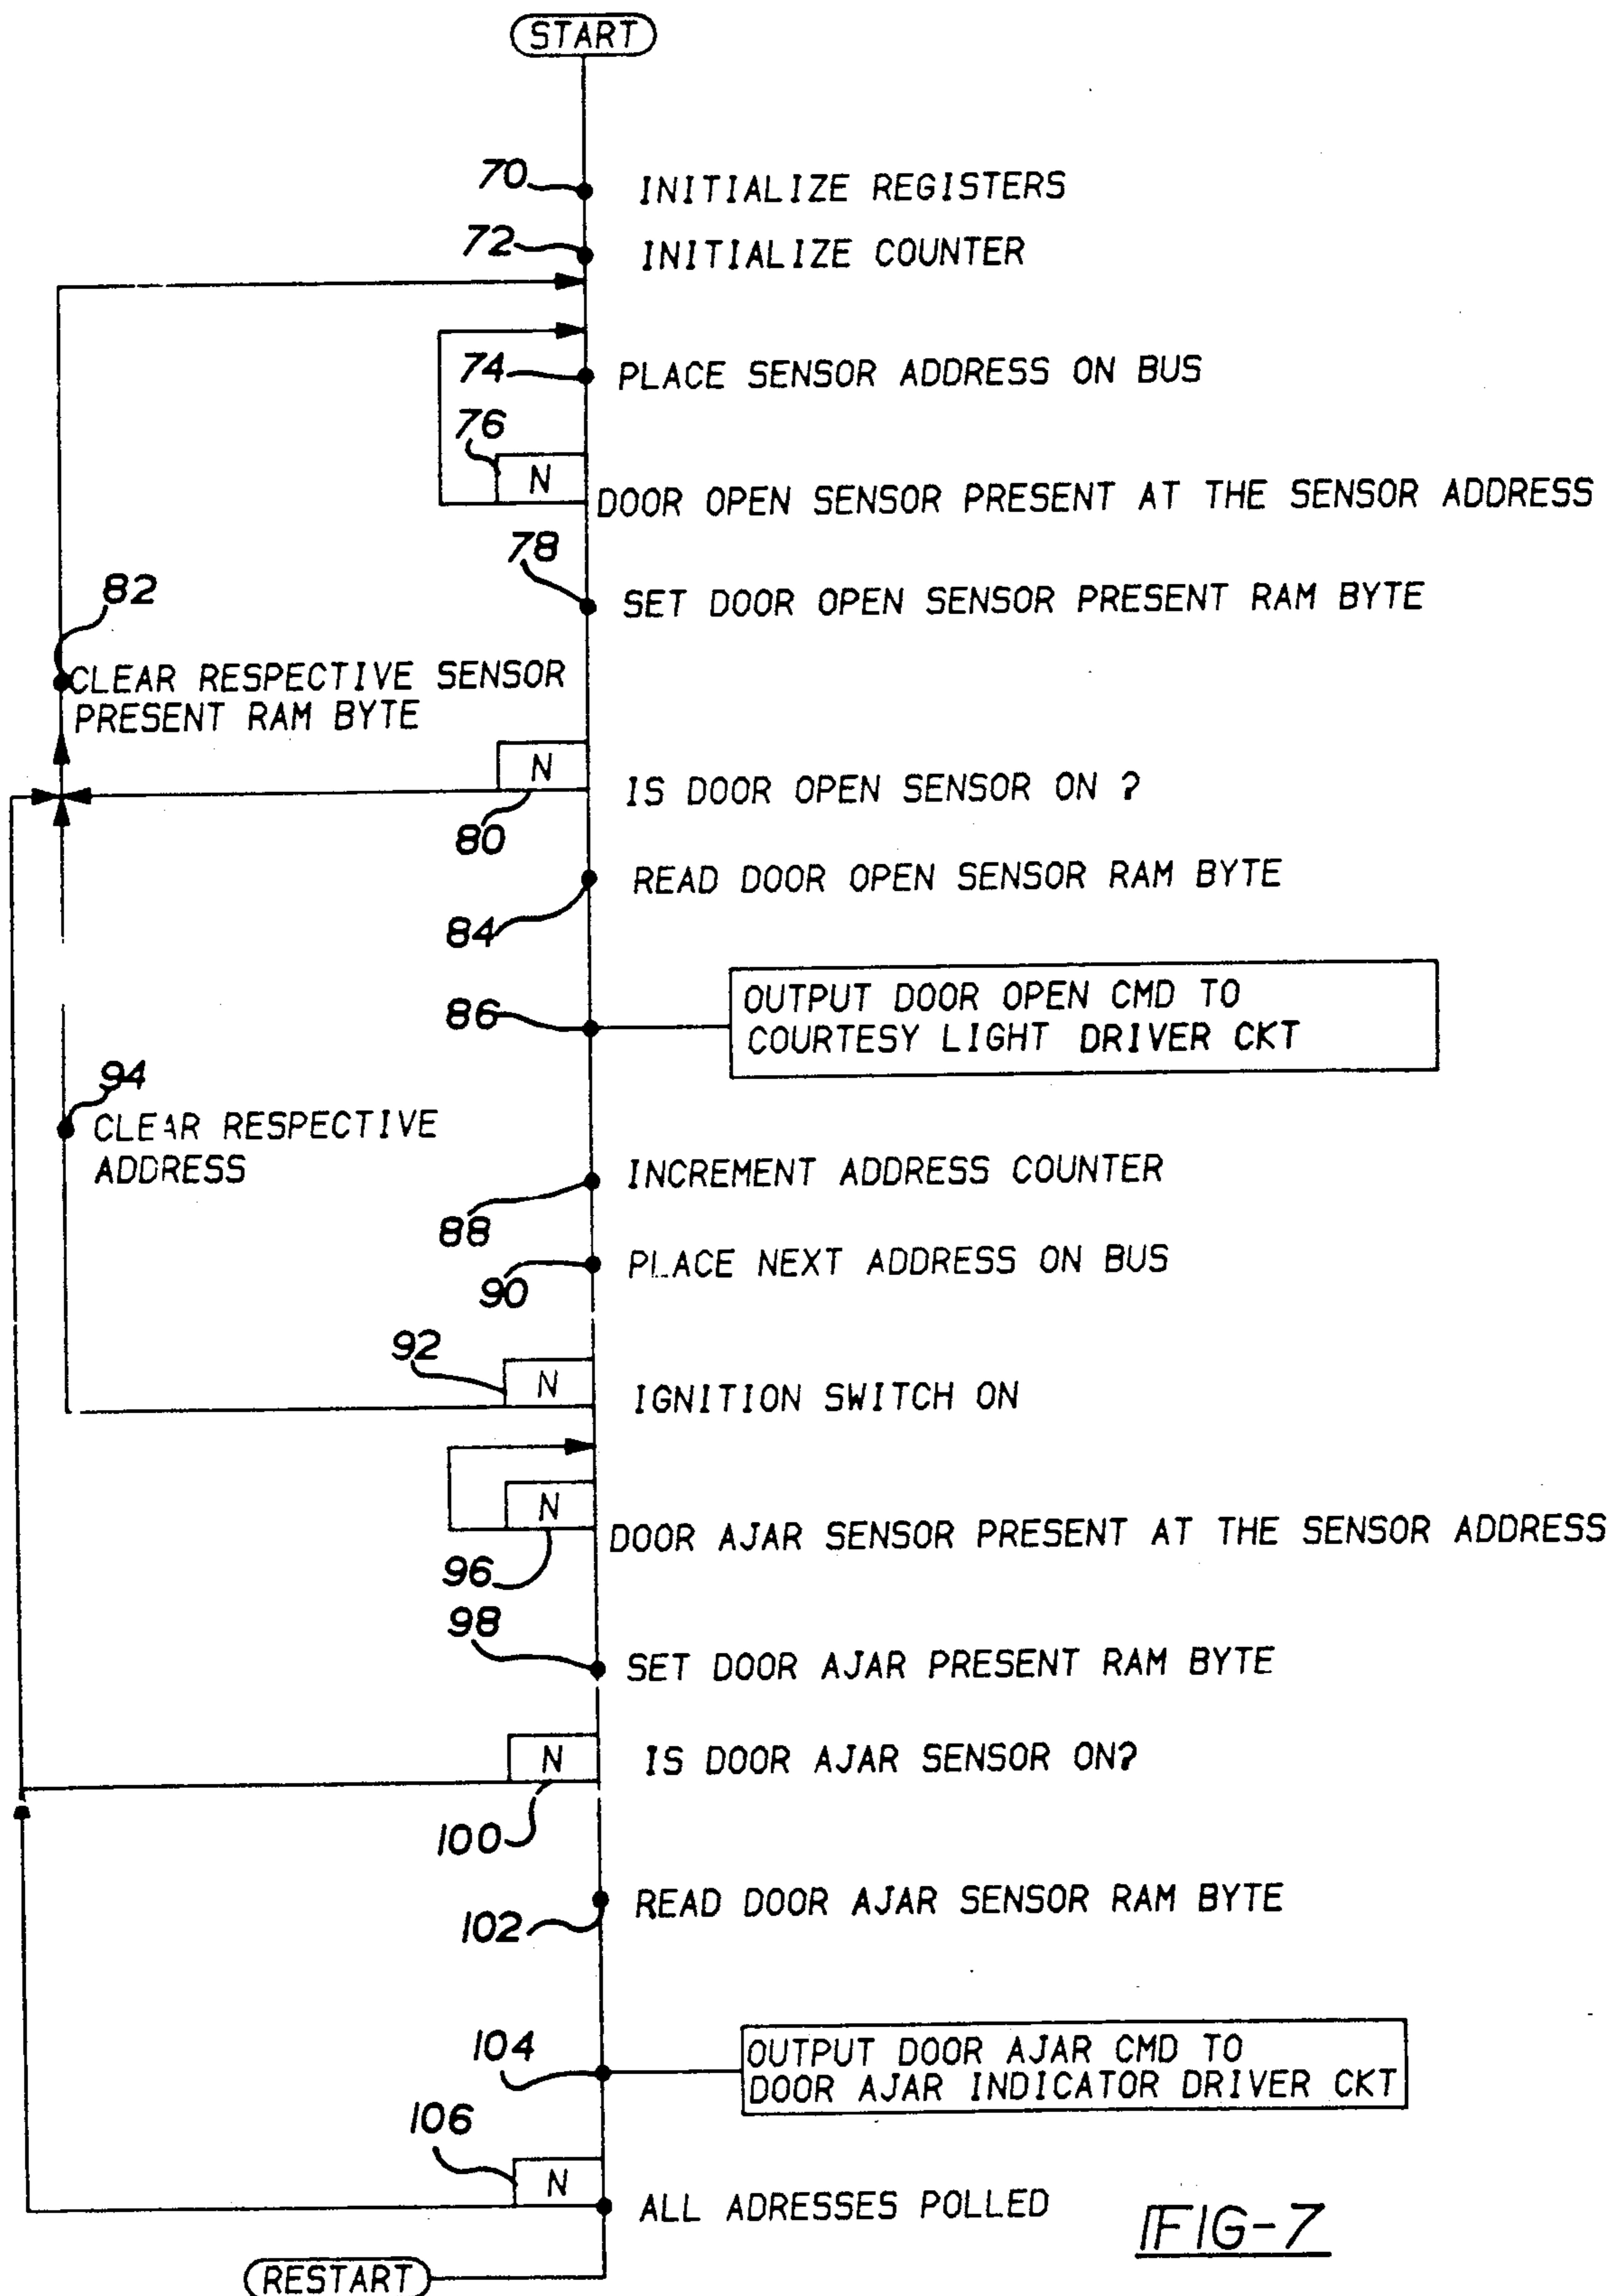 START
70
INITIALIZE REGISTERS
72
INITIALIZE COUNTER
74
PLACE SENSOR ADDRESS ON BUS
76
N
DOOR OPEN SENSOR PRESENT AT THE SENSOR ADDRESS
78
SET DOOR OPEN SENSOR PRESENT RAM BYTE
82
CLEAR RESPECTIVE SENSOR
PRESENT RAM BYTE
N
IS DOOR OPEN SENSOR ON ?
80
READ DOOR OPEN SENSOR RAM BYTE
84
86
OUTPUT DOOR OPEN CMD TO
COURTESY LIGHT DRIVER CKT
94
CLEAR RESPECTIVE
ADDRESS
INCREMENT ADDRESS COUNTER
88
PLACE NEXT ADDRESS ON BUS
90
92
N
IGNITION SWITCH ON
N
DOOR AJAR SENSOR PRESENT AT THE SENSOR ADDRESS
96
98
SET DOOR AJAR PRESENT RAM BYTE
N
IS DOOR AJAR SENSOR ON?
100
READ DOOR AJAR SENSOR RAM BYTE
102
104
OUTPUT DOOR AJAR CMD TO
DOOR AJAR INDICATOR DRIVER CKT
106
N
ALL ADRESSES POLLED
FIG-7
RESTART